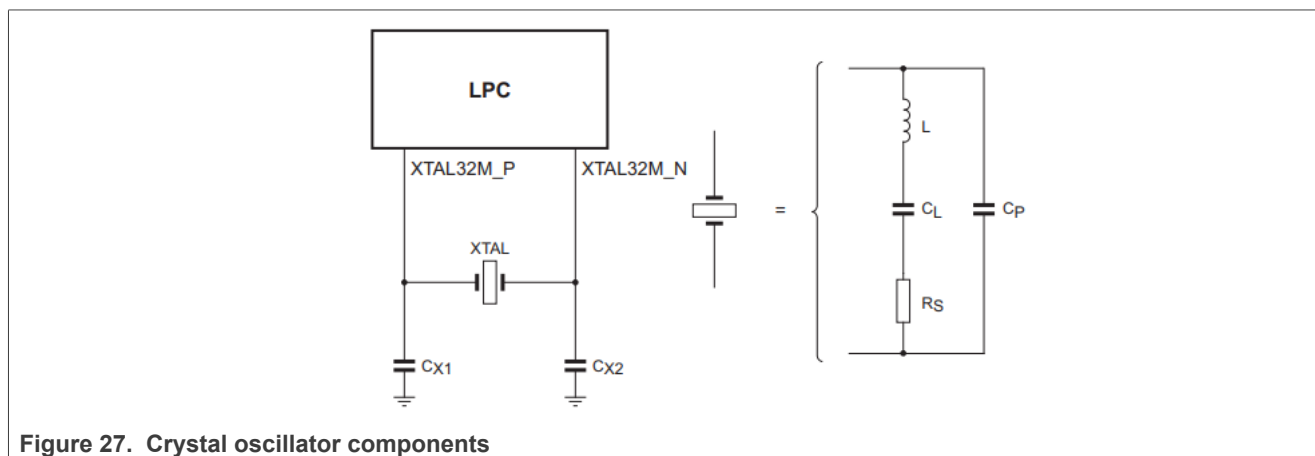 LPC
XTAL32M_P
XTAL32M_N
XTAL
CX1
CX2
=
L
CL
CP
RS
Figure 27. Crystal oscillator components